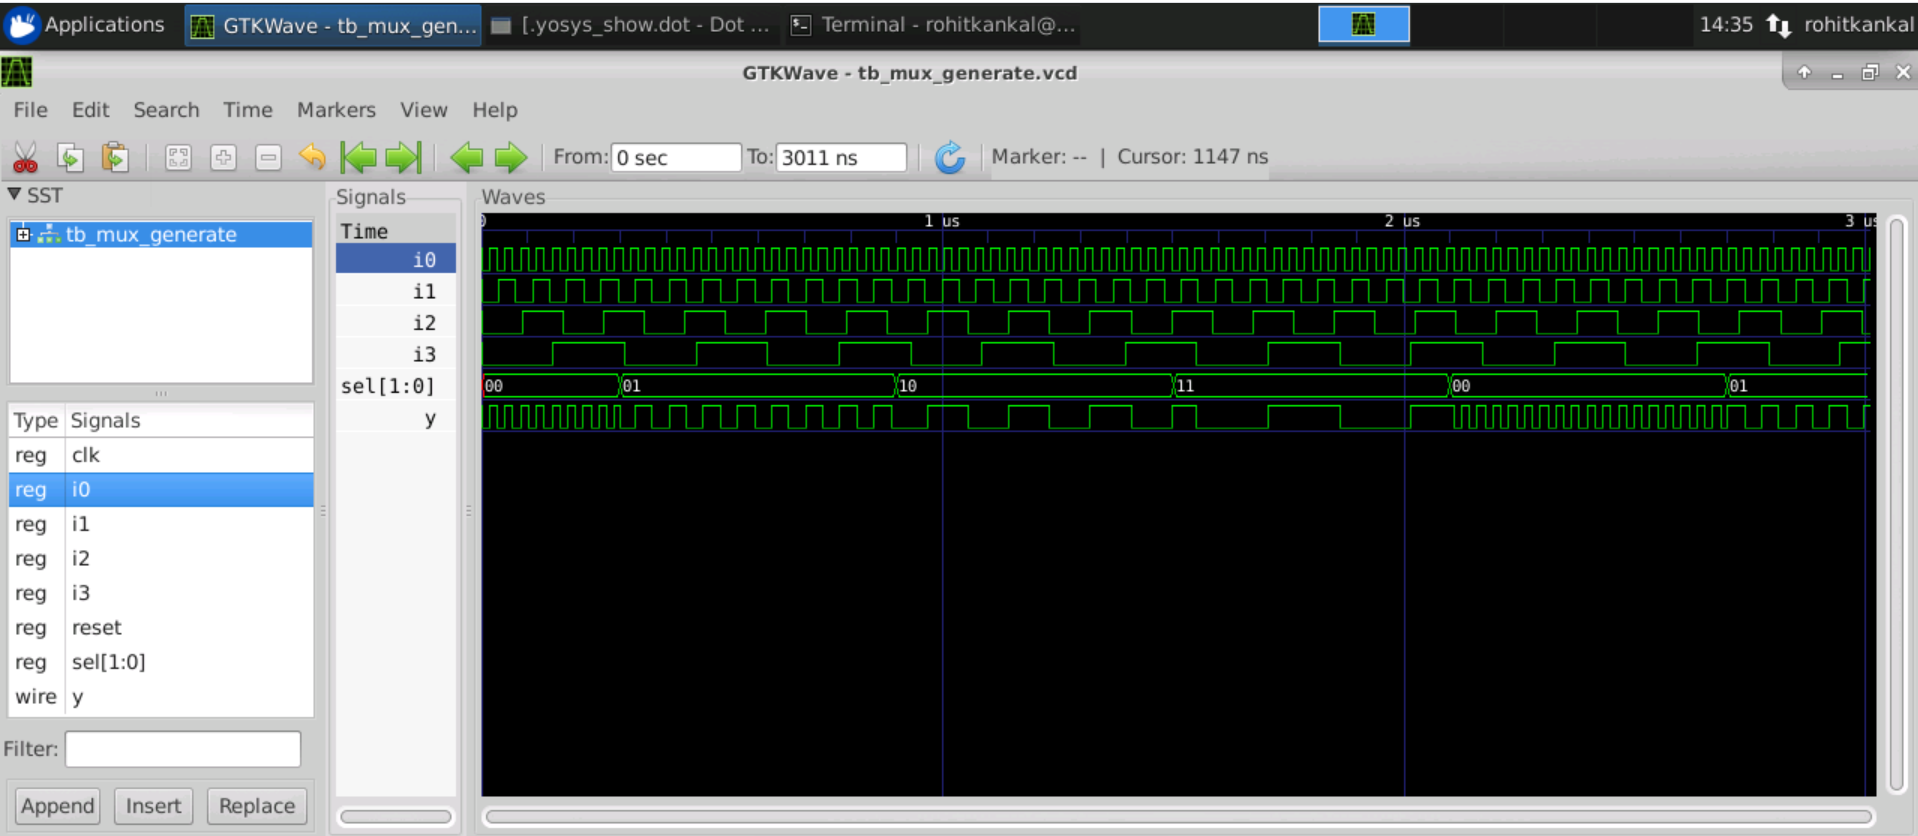 Applications GTKWave - tb_mux_gen... [.yosys_show.dot - Dot ... Terminal - rohitkankal@... 14:35 rohitkankal
GTKWave - tb_mux_generate.vcd
File Edit Search Time Markers View Help
From: 0 sec To: 3011 ns Marker: -- | Cursor: 1147 ns
SST
tb_mux_generate
Type Signals
reg clk
reg i0
reg i1
reg i2
reg i3
reg reset
reg sel[1:0]
wire y
Filter:
Append Insert Replace
Signals
Time
i0
i1
i2
i3
sel[1:0]
y
Waves
0 1 us 2 us 3 us
00 01 10 11 00 01